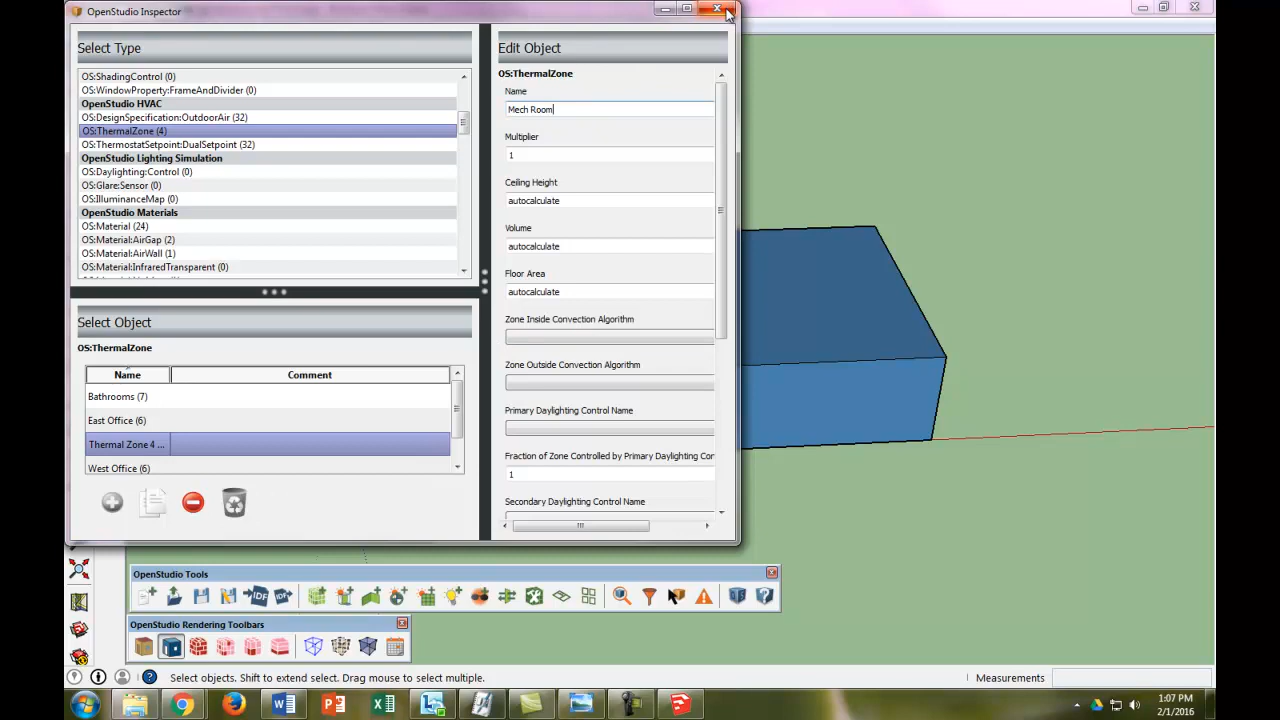 OpenStudio Inspector
Select Type
OS:ShadingControl (0)
OS:WindowProperty:FrameAndDivider (0)
OpenStudio HVAC
OS:DesignSpecification:OutdoorAir (32)
OS:ThermalZone (4)
OS:ThermostatSetpoint:DualSetpoint (32)
OpenStudio Lighting Simulation
OS:Daylighting:Control (0)
OS:Glare:Sensor (0)
OS:IlluminanceMap (0)
OpenStudio Materials
OS:Material (24)
OS:Material:AirGap (2)
OS:Material:AirWall (1)
OS:Material:InfraredTransparent (0)
Select Object
OS:ThermalZone
Name Comment
Bathrooms (7)
East Office (6)
Thermal Zone 4 ...
West Office (6)
Edit Object
OS:ThermalZone
Name
Mech Room
Multiplier
1
Ceiling Height
autocalculate
Volume
autocalculate
Floor Area
autocalculate
Zone Inside Convection Algorithm
Zone Outside Convection Algorithm
Primary Daylighting Control Name
Fraction of Zone Controlled by Primary Daylighting Cor
1
Secondary Daylighting Control Name
OpenStudio Tools
IDF IDF
OpenStudio Rendering Toolbars
Select objects. Shift to extend select. Drag mouse to select multiple.
Measurements
1:07 PM
2/1/2016